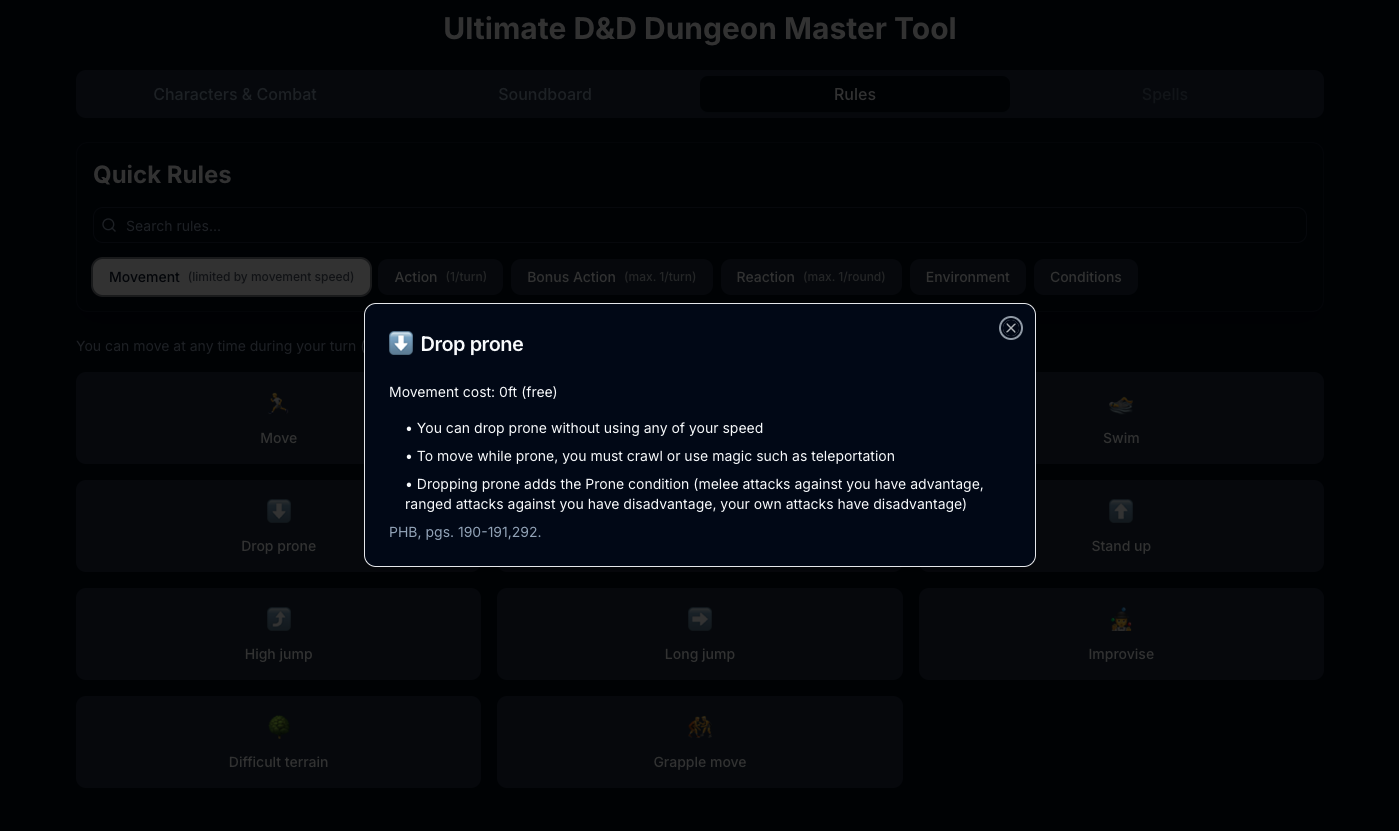 Ultimate D&D Dungeon Master Tool
Characters & Combat
Soundboard
Rules
Spells
Quick Rules
Search rules...
Movement (limited by movement speed)
Action (1/turn)
Bonus Action (max. 1/turn)
Reaction (max. 1/round)
Environment
Conditions
You can move at any time during your turn (
Drop prone
Movement cost: 0ft (free)
• You can drop prone without using any of your speed
• To move while prone, you must crawl or use magic such as teleportation
• Dropping prone adds the Prone condition (melee attacks against you have advantage,
ranged attacks against you have disadvantage, your own attacks have disadvantage)
PHB, pgs. 190-191,292.
Move
Swim
Drop prone
Stand up
High jump
Long jump
Improvise
Difficult terrain
Grapple move